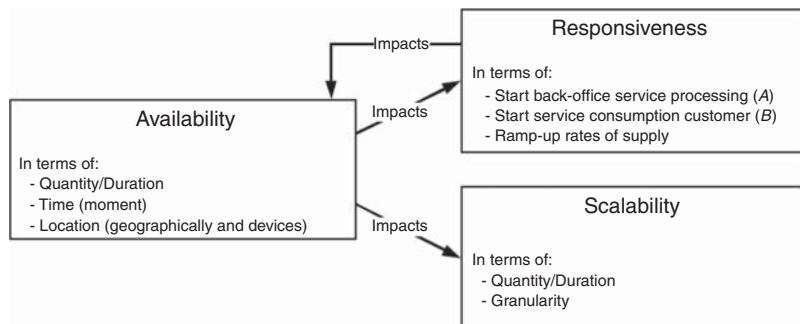 Impacts
Responsiveness
In terms of:
- Start back-office service processing (A)
- Start service consumption customer (B)
- Ramp-up rates of supply
Availability
In terms of:
- Quantity/Duration
- Time (moment)
- Location (geographically and devices)
Impacts
Impacts
Scalability
In terms of:
- Quantity/Duration
- Granularity